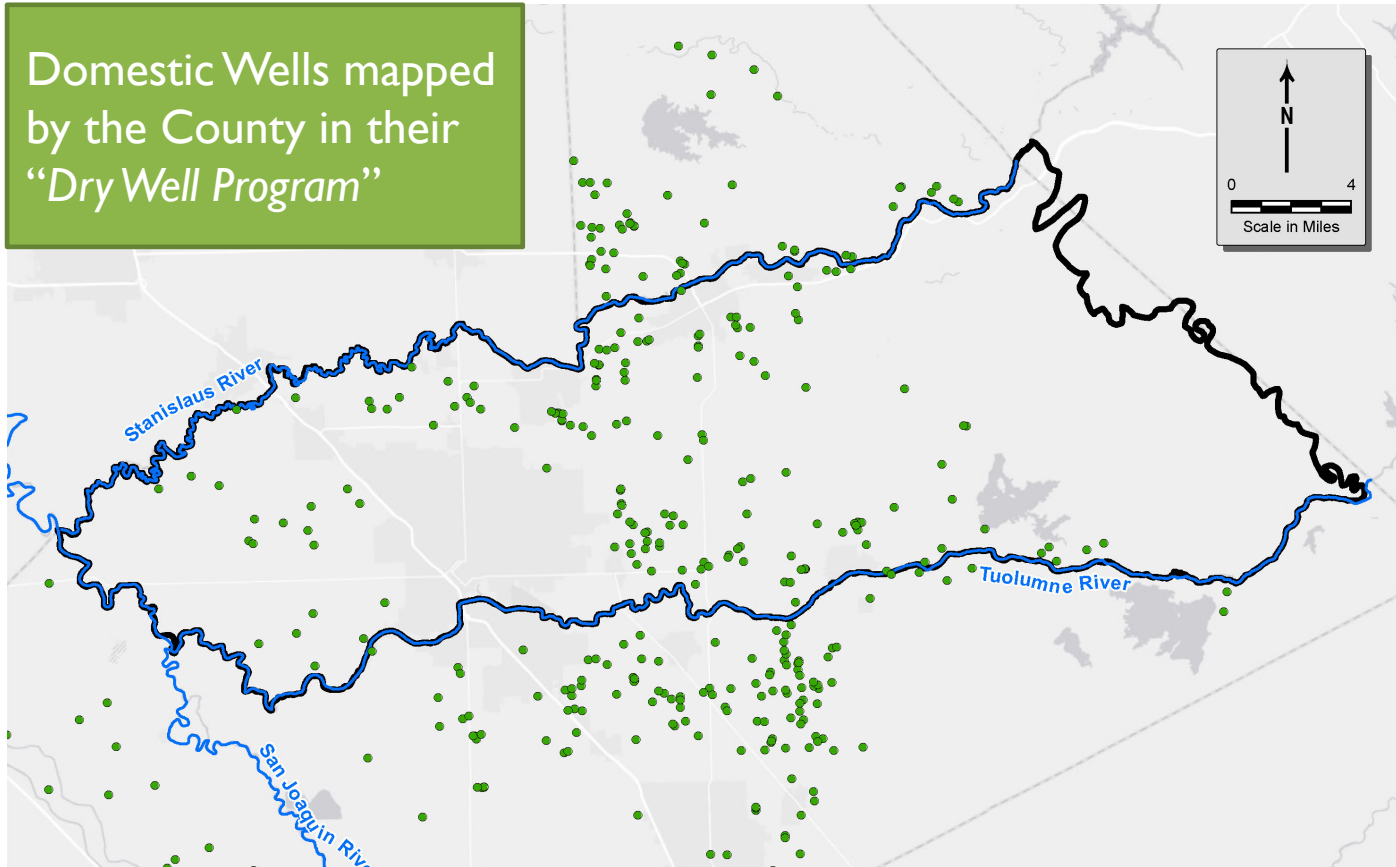 Domestic Wells mapped
by the County in their
“Dry Well Program”
N
0 4
Scale in Miles
Stanislaus River
Tuolumne River
San Joaquin Rive